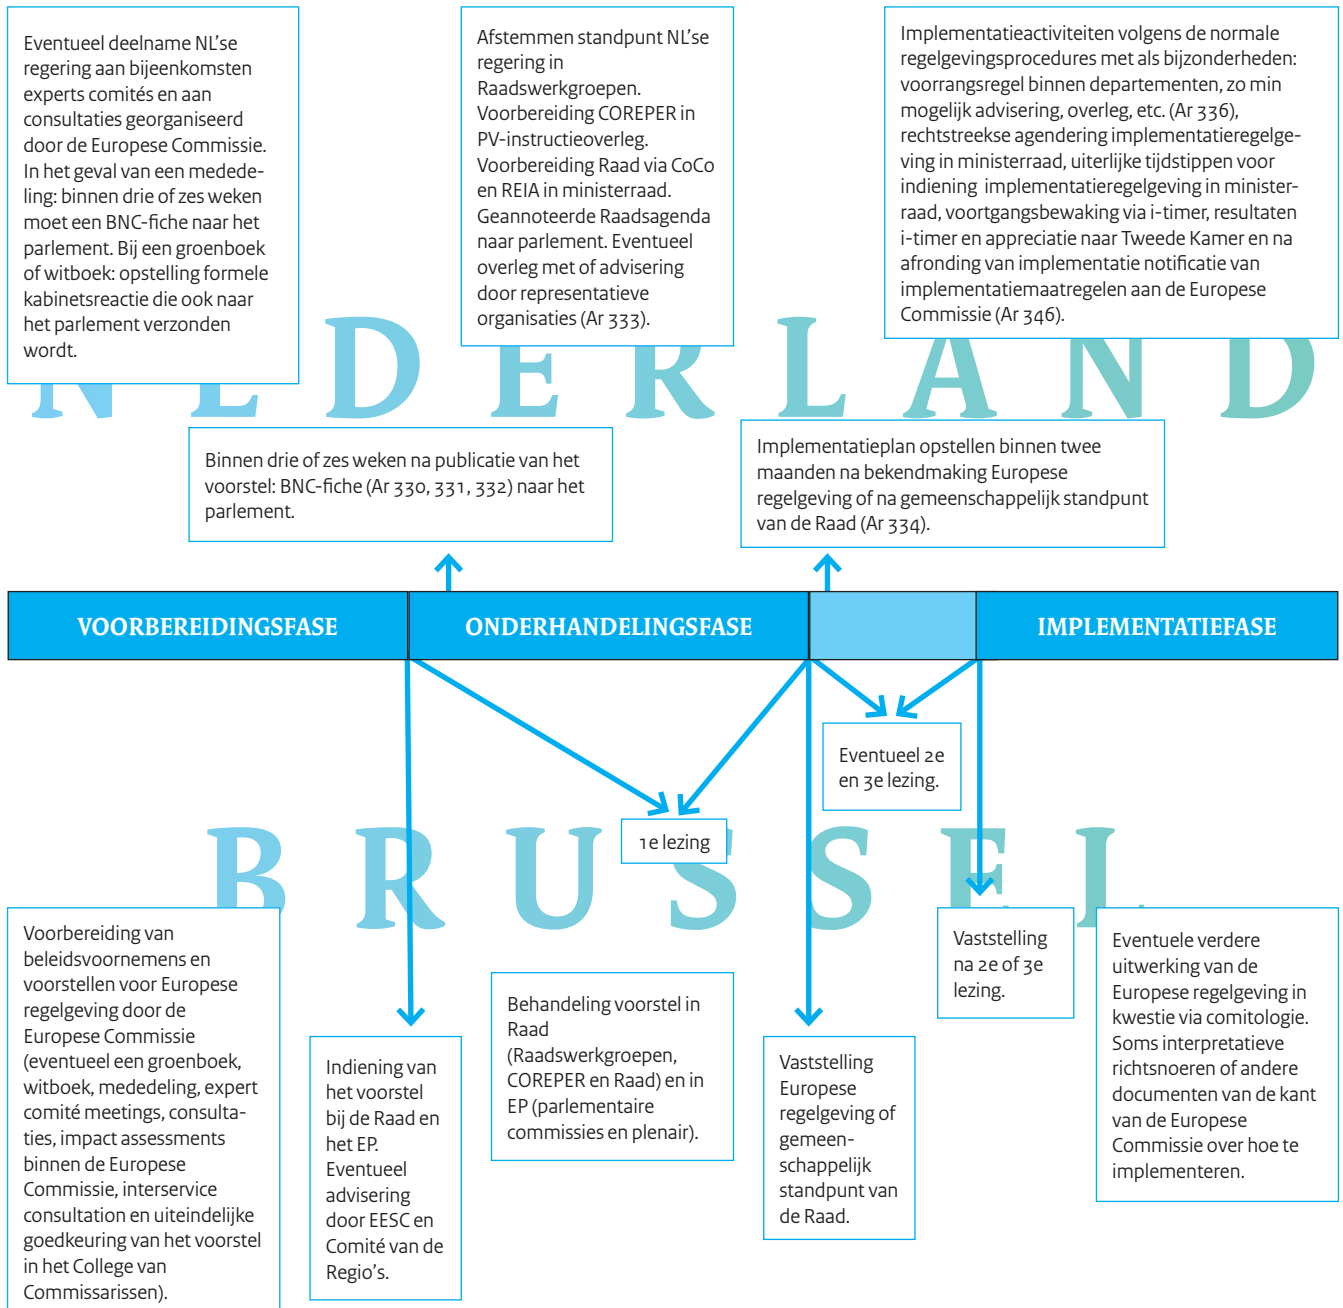 Eventueel deelname NL'se
regering aan bijeenkomsten
experts comités en aan
consultaties georganiseerd
door de Europese Commissie.
In het geval van een medede-
ling: binnen drie of zes weken
moet een BNC-fiche naar het
parlement. Bij een groenboek
of witboek: opstelling formele
kabinetsreactie die ook naar
het parlement verzonden
wordt.
Afstemmen standpunt NL'se
regering in
Raadswerkgroepen.
Voorbereiding COREPER in
PV-instructieoverleg.
Voorbereiding Raad via CoCo
en REIA in ministerraad.
Geannoteerde Raadsagenda
naar parlement. Eventueel
overleg met of advisering
door representatieve
organisaties (Ar 333).
Implementatieactiviteiten volgens de normale
regelgevingsprocedures met als bijzonderheden:
voorrangsregel binnen departementen, zo min
mogelijk advisering, overleg, etc. (Ar 336),
rechtstreekse agendering implementatieregelge-
ving in ministerraad, uiterlijke tijdstippen voor
indiening implementatieregelgeving in minister-
raad, voortgangsbewaking via i-timer, resultaten
i-timer en appreciatie naar Tweede Kamer en na
afronding van implementatie notificatie van
implementatiemaatregelen aan de Europese
Commissie (Ar 346).
NEDERLAND
Binnen drie of zes weken na publicatie van het
voorstel: BNC-fiche (Ar 330, 331, 332) naar het
parlement.
Implementatieplan opstellen binnen twee
maanden na bekendmaking Europese
regelgeving of na gemeenschappelijk standpunt
van de Raad (Ar 334).
VOORBEREIDINGSFASE
ONDERHANDELINGSFASE
IMPLEMENTATIEFASE
Eventueel 2e
en 3e lezing.
1e lezing
BRUSSEL
Voorbereiding van
beleidsvoornemens en
voorstellen voor Europese
regelgeving door de
Europese Commissie
(eventueel een groenboek,
witboek, mededeling, expert
comité meetings, consulta-
ties, impact assessments
binnen de Europese
Commissie, interservice
consultation en uiteindelijke
goedkeuring van het voorstel
in het College van
Commissarissen).
Indiening van
het voorstel
bij de Raad en
het EP.
Eventueel
advisering
door EESC en
Comité van de
Regio's.
Behandeling voorstel in
Raad
(Raadswerkgroepen,
COREPER en Raad) en in
EP (parlementaire
commissies en plenair).
Vaststelling
Europese
regelgeving of
gemeen-
schappelijk
standpunt van
de Raad.
Vaststelling
na 2e of 3e
lezing.
Eventuele verdere
uitwerking van de
Europese regelgeving in
kwestie via comitologie.
Soms interpretatieve
richtsnoeren of andere
documenten van de kant
van de Europese
Commissie over hoe te
implementeren.